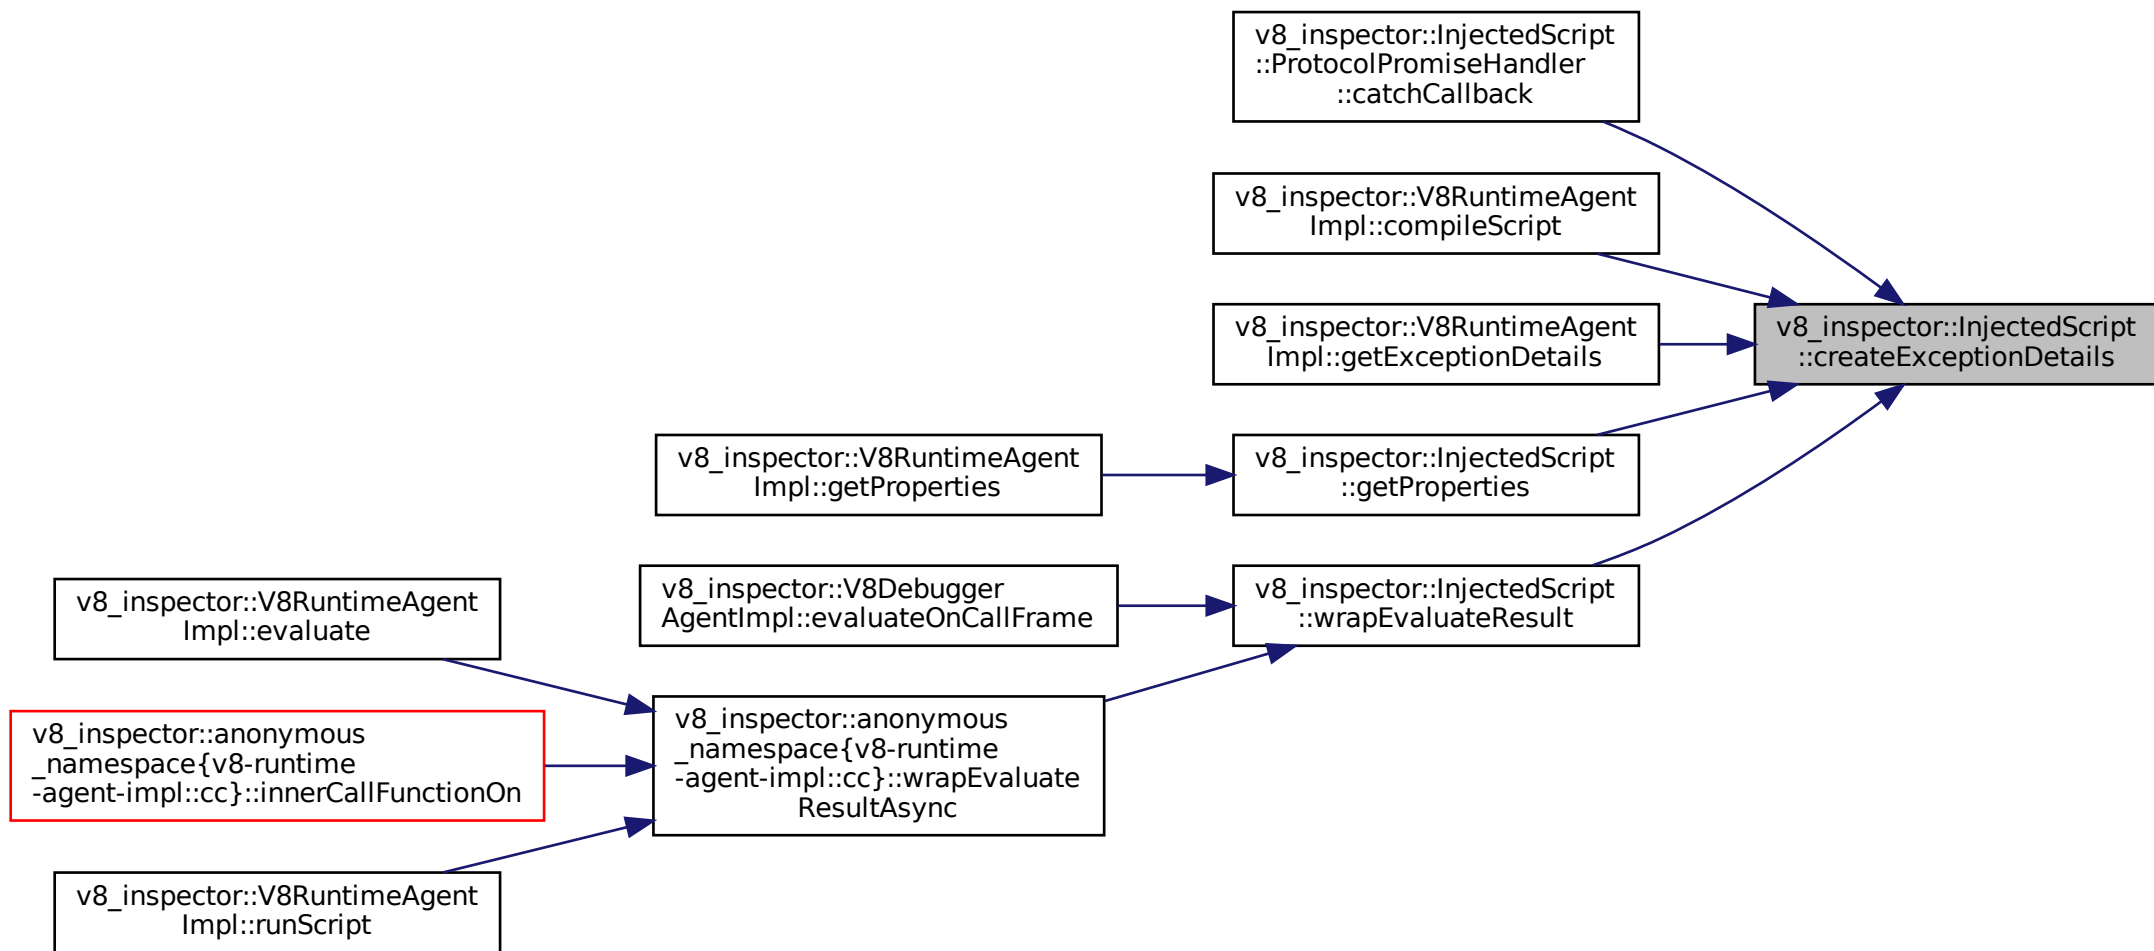 v8_inspector::InjectedScript
::ProtocolPromiseHandler
::catchCallback
v8_inspector::V8RuntimeAgent
Impl::compileScript
v8_inspector::V8RuntimeAgent
Impl::getExceptionDetails
v8_inspector::InjectedScript
::createExceptionDetails
v8_inspector::V8RuntimeAgent
Impl::getProperties
v8_inspector::InjectedScript
::getProperties
v8_inspector::V8RuntimeAgent
Impl::evaluate
v8_inspector::V8Debugger
AgentImpl::evaluateOnCallFrame
v8_inspector::InjectedScript
::wrapEvaluateResult
v8_inspector::anonymous
_namespace{v8-runtime
-agent-impl::cc}::innerCallFunctionOn
v8_inspector::anonymous
_namespace{v8-runtime
-agent-impl::cc}::wrapEvaluate
ResultAsync
v8_inspector::V8RuntimeAgent
Impl::runScript